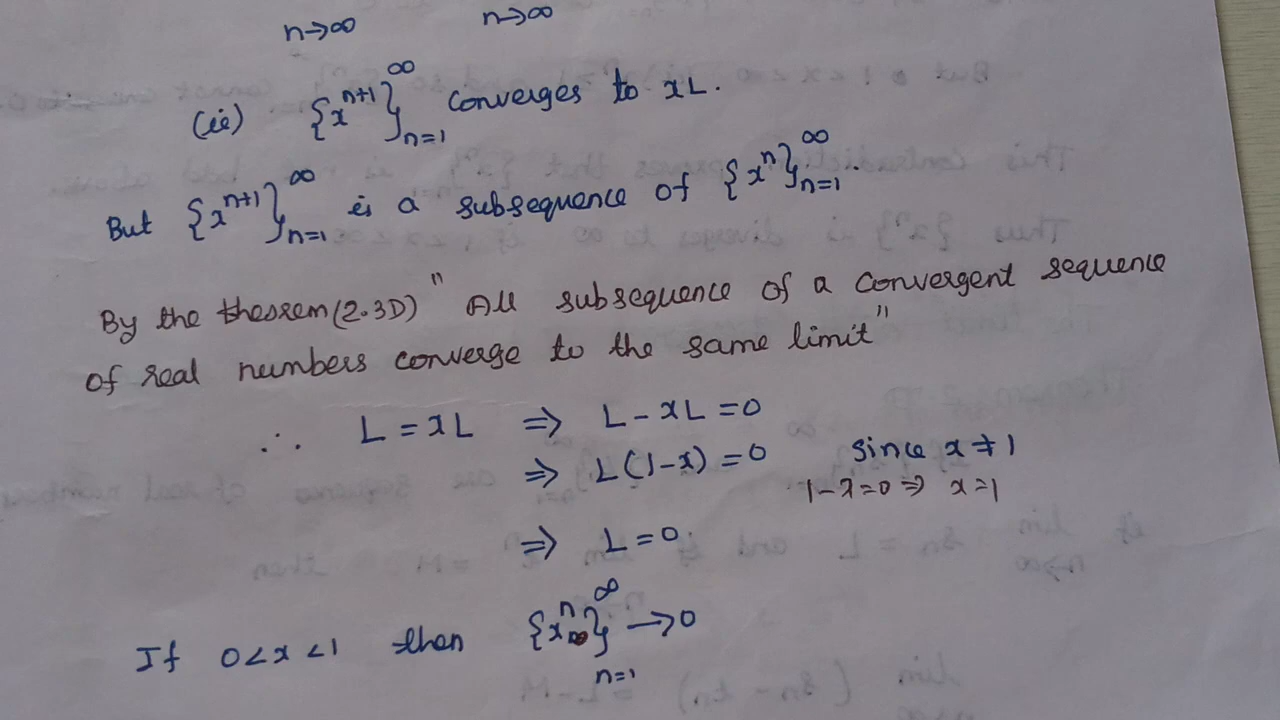 n→∞ n→∞
(ie) {x^{n+1}}_{n=1}^∞ converges to xL.
But {x^{n+1}}_{n=1}^∞ is a subsequence of {x^n}_{n=1}^∞.
By the theorem (2.3D) " All subsequence of a convergent sequence
of real numbers converge to the same limit"
∴ L = xL ⇒ L - xL = 0
⇒ L(1-x) = 0 since x ≠ 1
1-x=0 ⇒ x=1
⇒ L = 0.
If 0<x<1 then {x^n}_{n=1}^∞ → 0